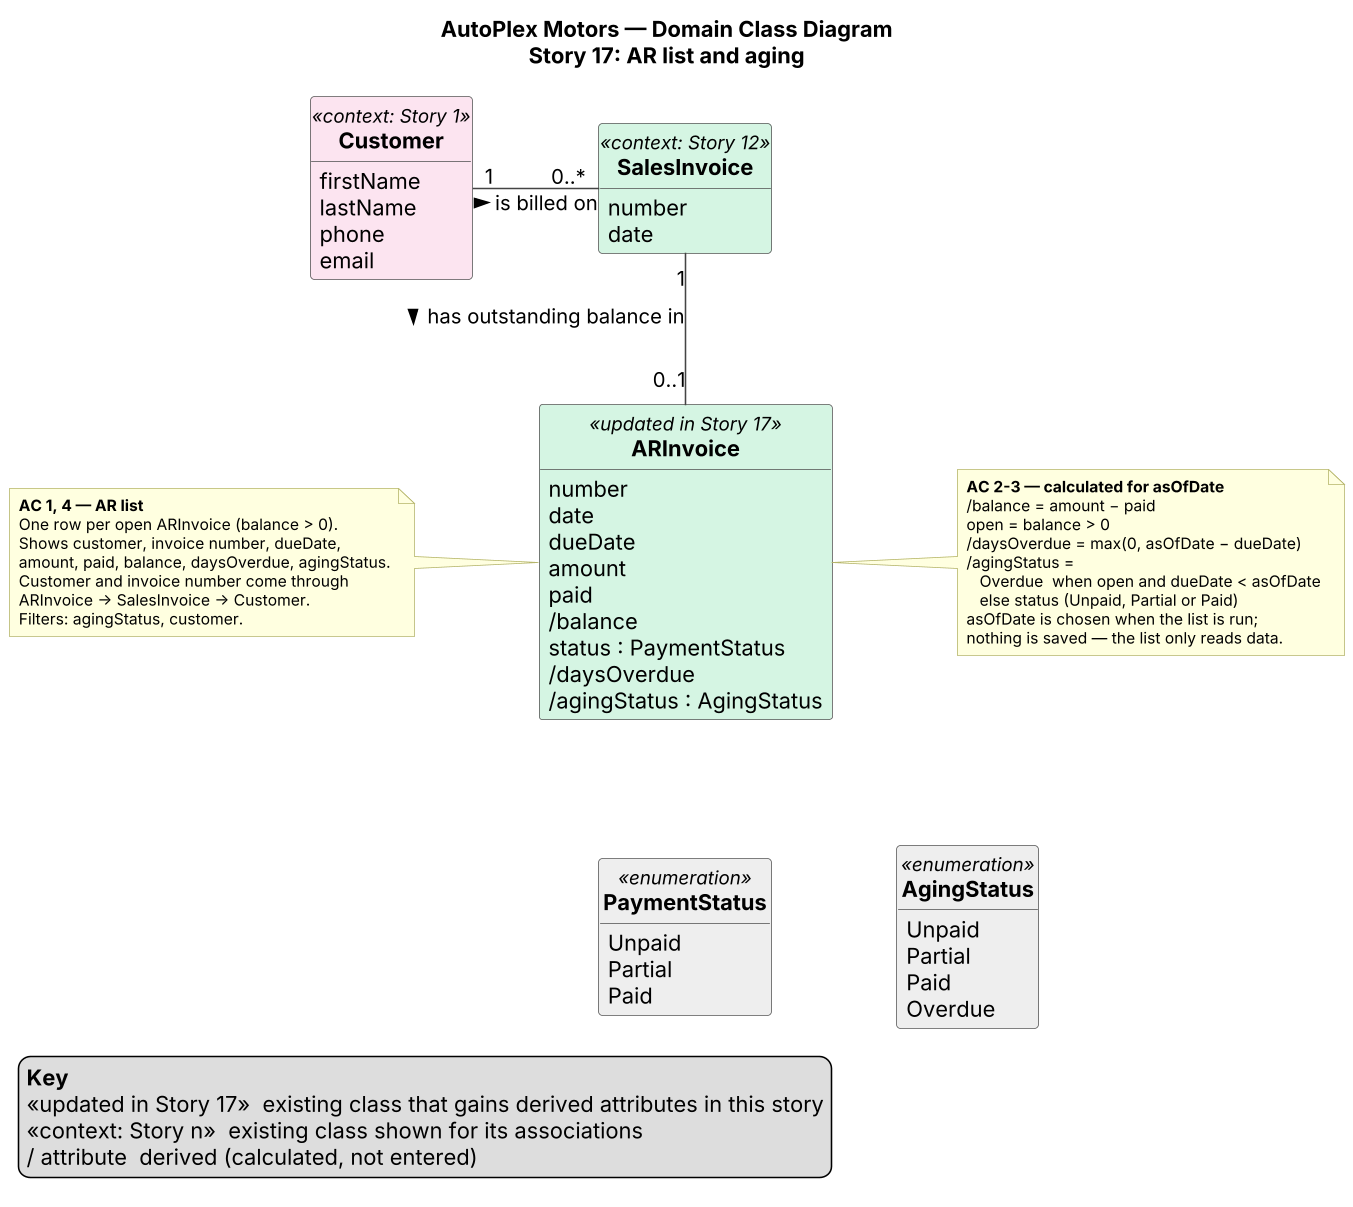 AutoPlex Motors — Domain Class Diagram
Story 17: AR list and aging
«context: Story 1»
Customer
firstName
lastName
phone
email
1
0..*
is billed on
«context: Story 12»
SalesInvoice
number
date
1
has outstanding balance in
0..1
«updated in Story 17»
ARInvoice
number
date
dueDate
amount
paid
/balance
status : PaymentStatus
/daysOverdue
/agingStatus : AgingStatus
AC 1, 4 — AR list
One row per open ARInvoice (balance > 0).
Shows customer, invoice number, dueDate,
amount, paid, balance, daysOverdue, agingStatus.
Customer and invoice number come through
ARInvoice → SalesInvoice → Customer.
Filters: agingStatus, customer.
AC 2-3 — calculated for asOfDate
/balance = amount − paid
open = balance > 0
/daysOverdue = max(0, asOfDate − dueDate)
/agingStatus =
Overdue  when open and dueDate < asOfDate
else status (Unpaid, Partial or Paid)
asOfDate is chosen when the list is run;
nothing is saved — the list only reads data.
«enumeration»
PaymentStatus
Unpaid
Partial
Paid
«enumeration»
AgingStatus
Unpaid
Partial
Paid
Overdue
Key
«updated in Story 17»  existing class that gains derived attributes in this story
«context: Story n»  existing class shown for its associations
/ attribute  derived (calculated, not entered)